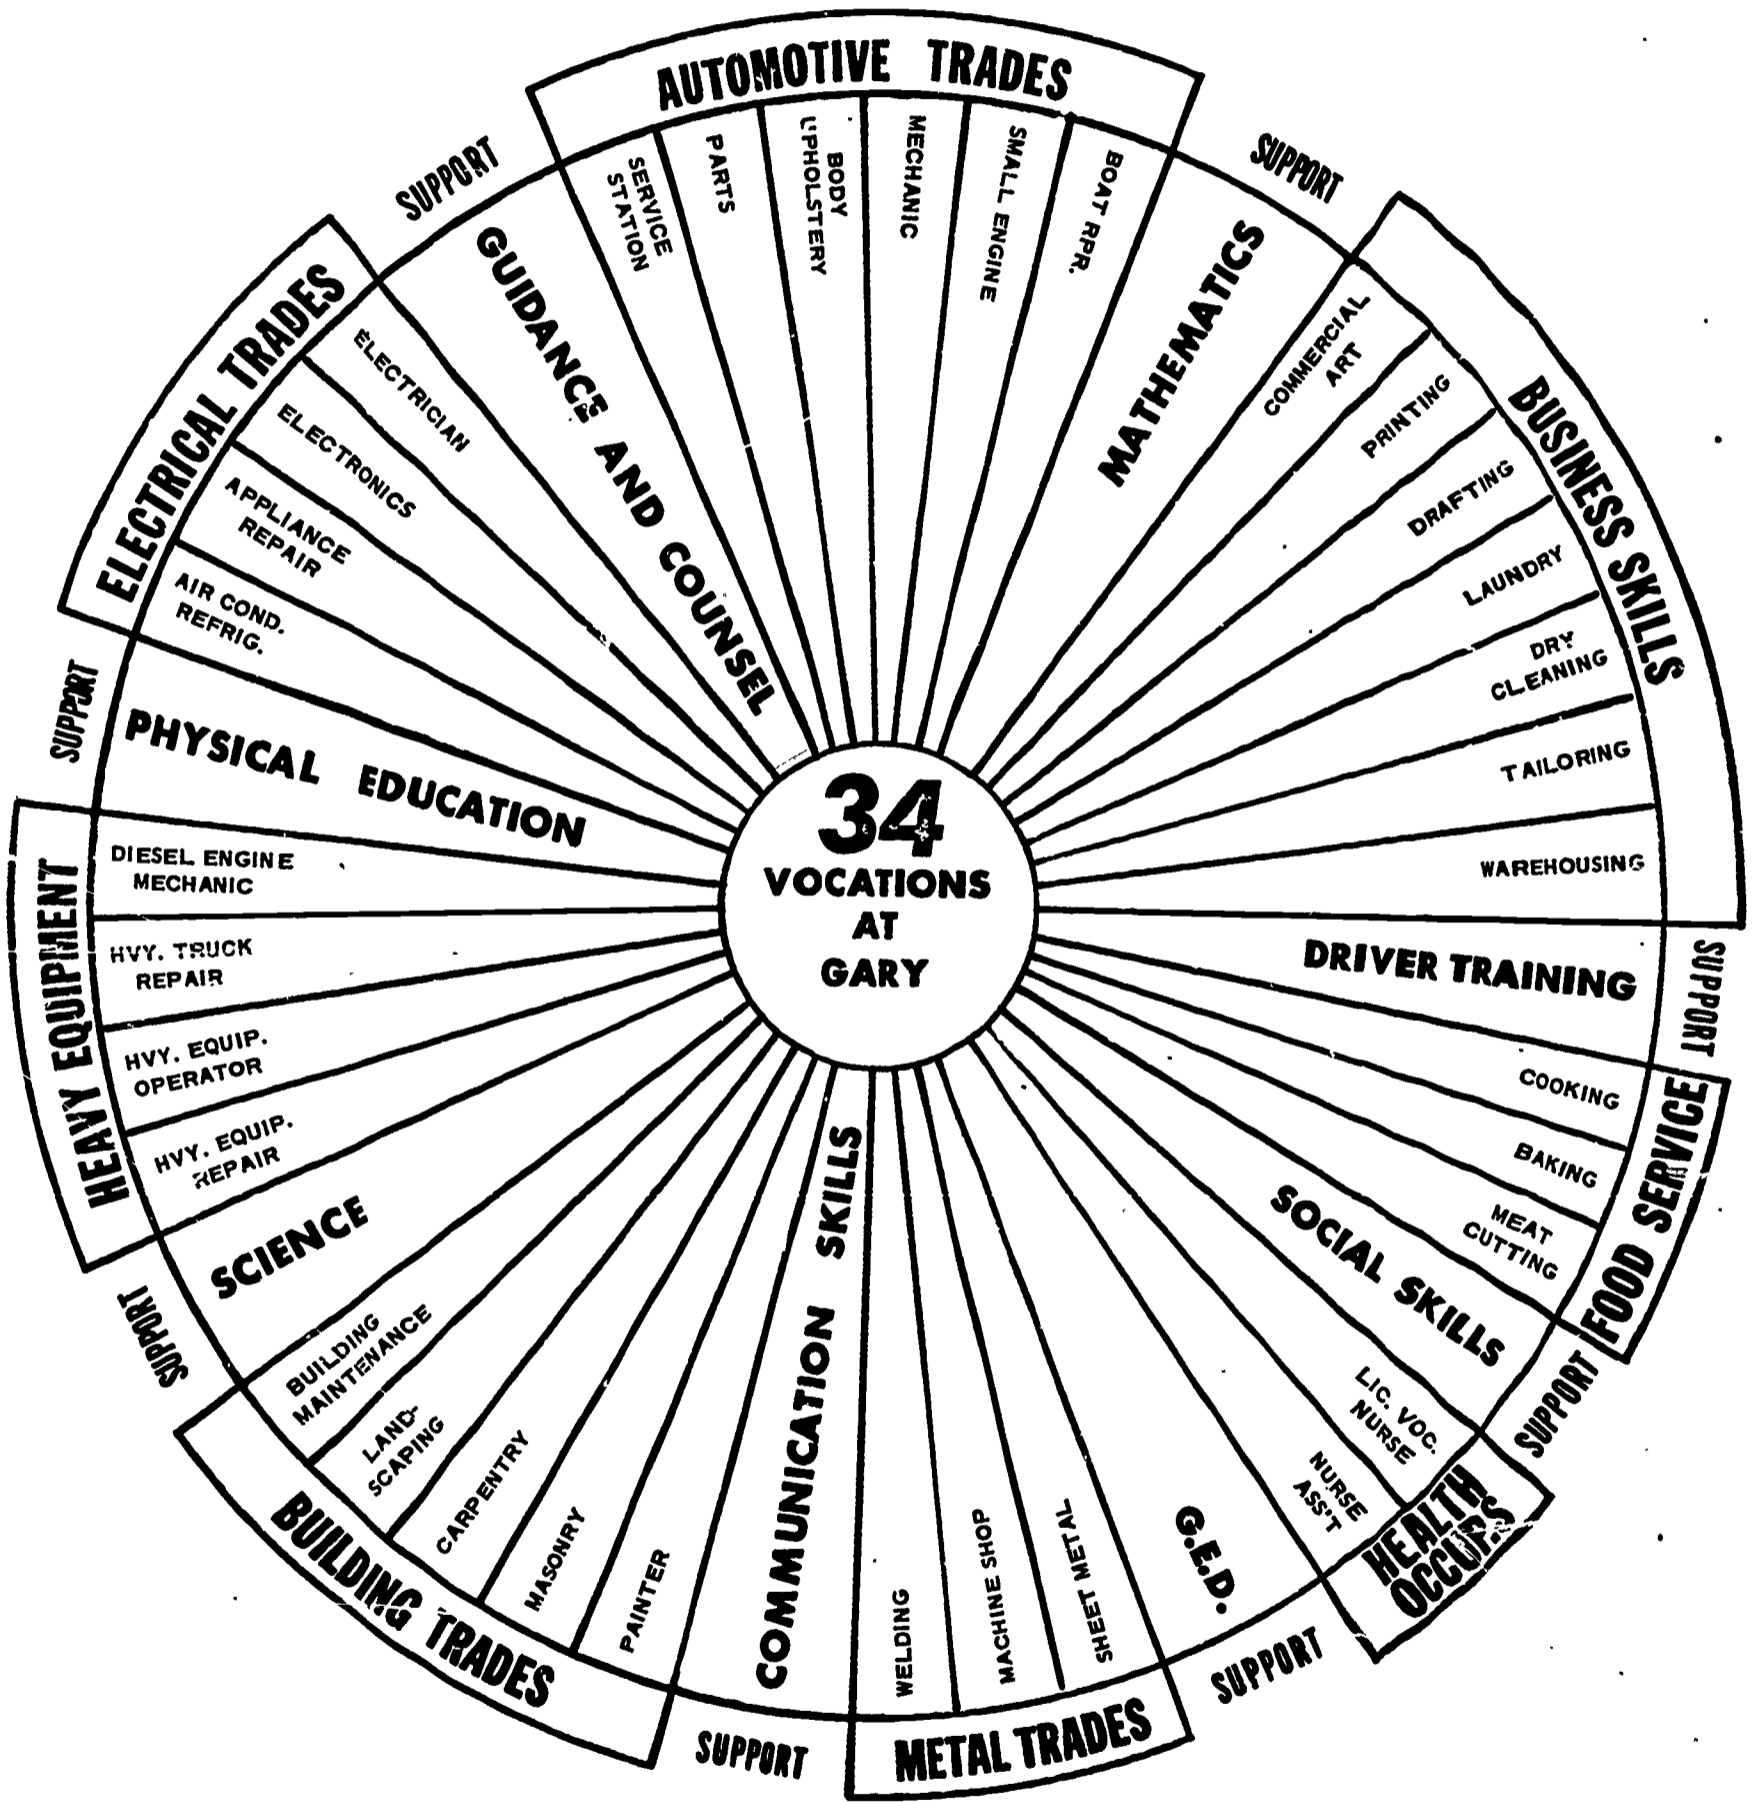 34
VOCATIONS
AT
GARY
AUTOMOTIVE TRADES
SERVICE
STATION
PARTS
BODY
UPHOLSTERY
MECHANIC
SMALL ENGINE
BOAT RPR.
SUPPORT
MATHEMATICS
BUSINESS SKILLS
COMMERCIAL
ART
PRINTING
DRAFTING
LAUNDRY
DRY
CLEANING
TAILORING
WAREHOUSING
SUPPORT
DRIVER TRAINING
FOOD SERVICE
COOKING
BAKING
MEAT
CUTTING
SUPPORT
SOCIAL SKILLS
HEALTH
OCCUPS
LIC. VOC.
NURSE
NURSE
ASS'T
SUPPORT
G.E.D.
METAL TRADES
SHEET METAL
MACHINE SHOP
WELDING
SUPPORT
COMMUNICATION SKILLS
BUILDING TRADES
PAINTER
MASONRY
CARPENTRY
LAND-
SCAPING
BUILDING
MAINTENANCE
SUPPORT
SCIENCE
HEAVY EQUIPMENT
HVY. EQUIP.
REPAIR
HVY. EQUIP.
OPERATOR
HVY. TRUCK
REPAIR
DIESEL ENGINE
MECHANIC
SUPPORT
PHYSICAL EDUCATION
ELECTRICAL TRADES
AIR COND.
REFRIG.
APPLIANCE
REPAIR
ELECTRONICS
ELECTRICIAN
SUPPORT
GUIDANCE AND COUNSEL